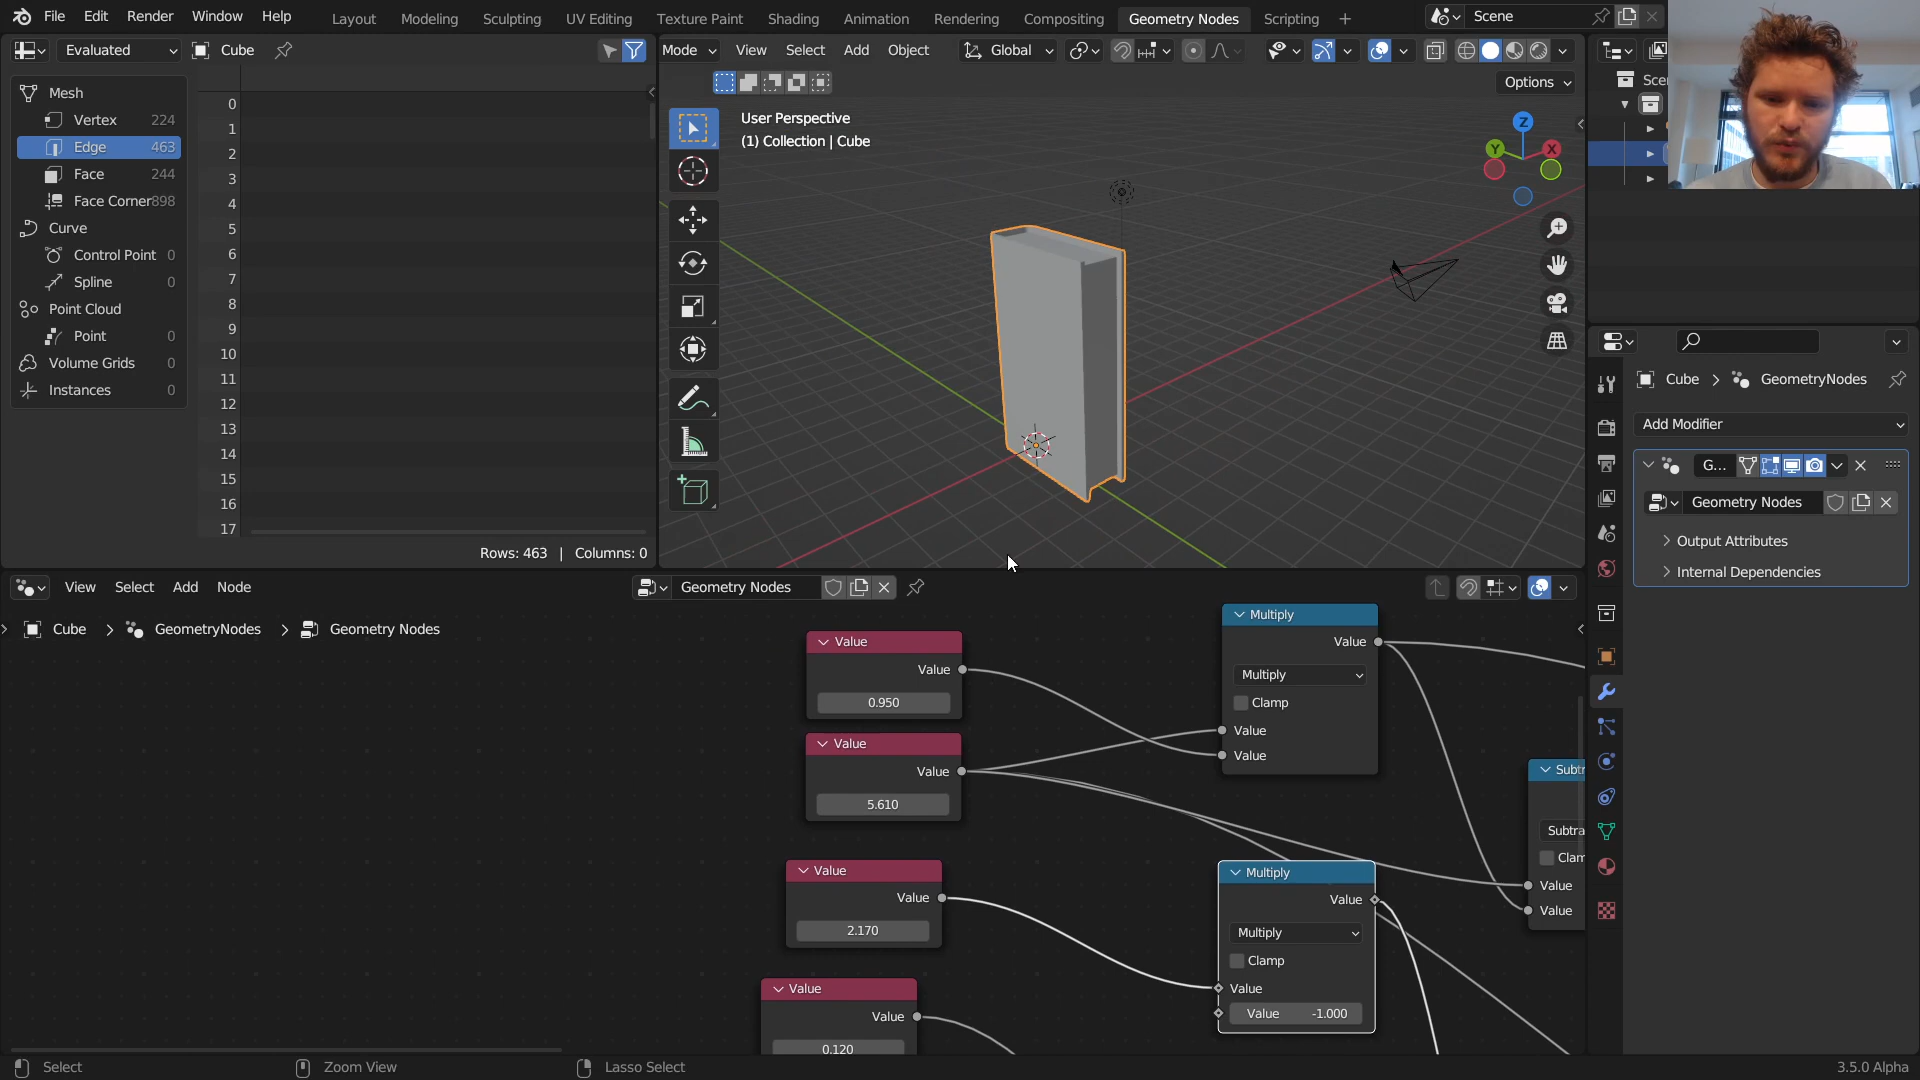 File Edit Render Window Help Layout Modeling Sculpting UV Editing Texture Paint Shading Animation Rendering Compositing Geometry Nodes Scripting Scene
Evaluated Cube
Mode View Select Add Object Global
Options
Mesh
Vertex 224
Edge 463
Face 244
Face Corner 898
Curve
Control Point 0
Spline 0
Point Cloud
Point 0
Volume Grids 0
Instances 0
0
1
2
3
4
5
6
7
8
9
10
11
12
13
14
15
16
17
Rows: 463 | Columns: 0
User Perspective
(1) Collection | Cube
Z
Y
X
Cube > GeometryNodes
Add Modifier
G...
Geometry Nodes
Output Attributes
Internal Dependencies
View Select Add Node Geometry Nodes
Cube > GeometryNodes > Geometry Nodes
Value
Value
0.950
Value
Value
5.610
Value
Value
2.170
Value
Value
0.120
Multiply
Value
Multiply
Clamp
Value
Value
Multiply
Value
Multiply
Clamp
Value
Value -1.000
Subtr
Subtra
Clam
Value
Value
Select Zoom View Lasso Select 3.5.0 Alpha